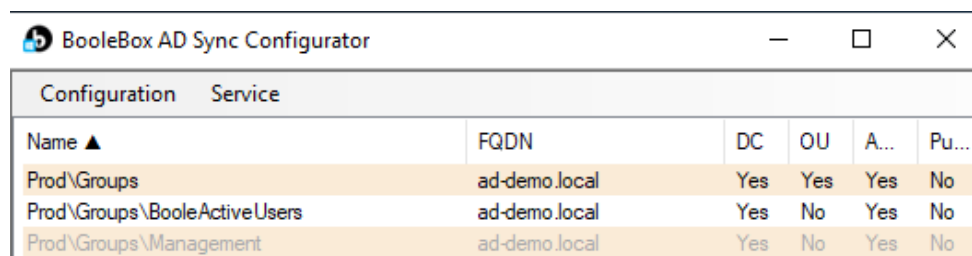 BooleBox AD Sync Configurator
Configuration Service
Name ▲ FQDN DC OU A... Pu...
Prod\Groups ad-demo.local Yes Yes Yes No
Prod\Groups\BooleActiveUsers ad-demo.local Yes No Yes No
Prod\Groups\Management ad-demo.local Yes No Yes No